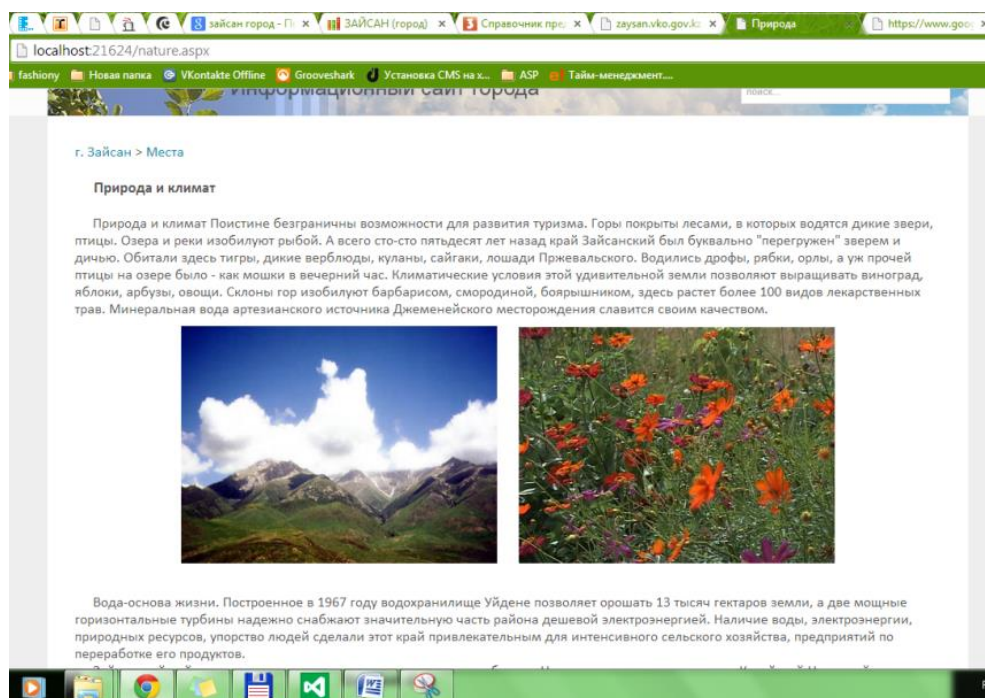 зайсан город - П
ЗАЙСАН (город)
Справочник пре
zaysan.vko.gov.kz
Природа
https://www.goog
localhost:21624/nature.aspx
fashiony Новая папка VKontakte Offline Grooveshark Установка CMS на х... ASP Тайм-менеджмент....
Информационный сайт города
поиск...
г. Зайсан > Места
Природа и климат
Природа и климат Поистине безграничны возможности для развития туризма. Горы покрыты лесами, в которых водятся дикие звери,
птицы. Озера и реки изобилуют рыбой. А всего сто-сто пятьдесят лет назад край Зайсанский был буквально "перегружен" зверем и
дичью. Обитали здесь тигры, дикие верблюды, куланы, сайгаки, лошади Пржевальского. Водились дрофы, рябки, орлы, а уж прочей
птицы на озере было - как мошки в вечерний час. Климатические условия этой удивительной земли позволяют выращивать виноград,
яблоки, арбузы, овощи. Склоны гор изобилуют барбарисом, смородиной, боярышником, здесь растет более 100 видов лекарственных
трав. Минеральная вода артезианского источника Джеменейского месторождения славится своим качеством.
Вода-основа жизни. Построенное в 1967 году водохранилище Уйдене позволяет орошать 13 тысяч гектаров земли, а две мощные
горизонтальные турбины надежно снабжают значительную часть района дешевой электроэнергией. Наличие воды, электроэнергии,
природных ресурсов, упорство людей сделали этот край привлекательным для интенсивного сельского хозяйства, предприятий по
переработке его продуктов.